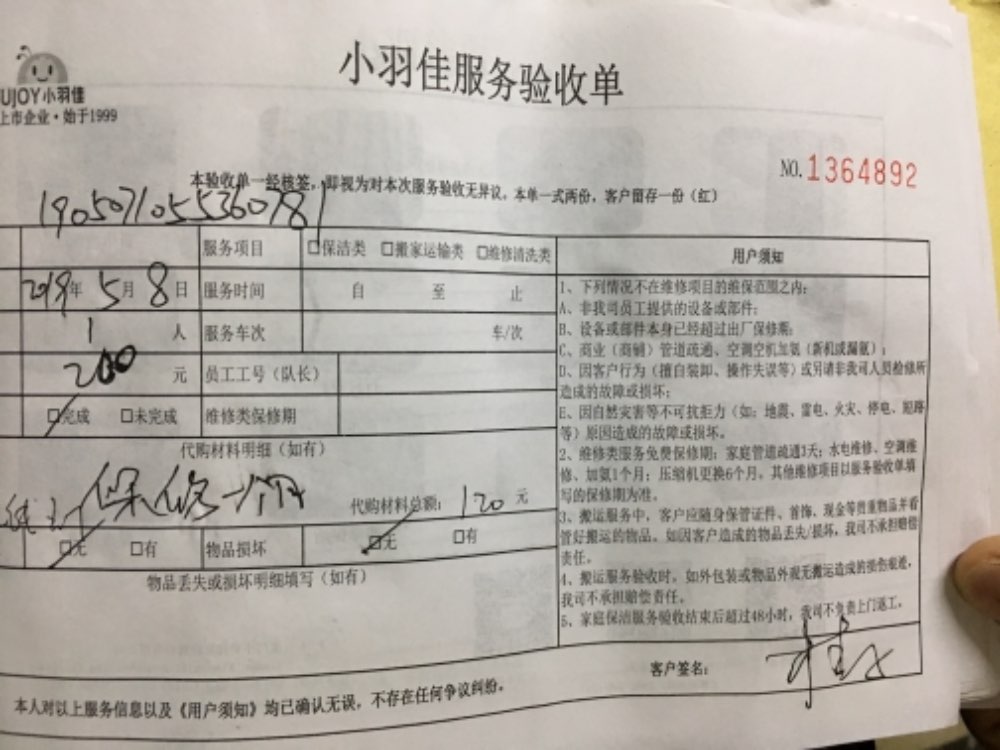 小羽佳服务验收单
UJOY小羽佳
上市企业·始于1999
NO.1364892
本验收单一经核签，即视为对本次服务验收无异议，本单一式两份，客户留存一份（红）
190507105536078
服务项目 □保洁类 □搬家运输类 □维修清洗类
2019年5月8日 服务时间 自 至 止
1人 服务车次 车/次
200元 员工工号（队长）
□完成 □未完成 维修类保修期
代购材料明细（如有）
保修一个月 代购材料总额：120元
□无 □有 物品损坏 □无 □有
物品丢失或损坏明细填写（如有）
用户须知
1、下列情况不在维修项目的维保范围之内：
A、非我司员工提供的设备或部件；
B、设备或部件本身已经超过出厂保修期；
C、商业（商铺）管道疏通、空调空机加氨（新机或漏氨）；
D、因客户行为（擅自装卸、操作失误等）或另请非我司人员检修所
造成的故障或损坏；
E、因自然灾害等不可抗拒力（如：地震、雷电、火灾、停电、短路
等）原因造成的故障或损坏。
2、维修类服务免费保修期：家庭管道疏通3天；水电维修、空调维
修、加氨1个月；压缩机更换6个月，其他维修项目以服务验收单填
写的保修期为准。
3、搬运服务中，客户应随身保管证件、首饰、现金等贵重物品并看
管好搬运的物品。如因客户造成的物品丢失/损坏，我司不承担赔偿
责任。
4、搬运服务验收时，如外包装或物品外观无搬运造成的损伤痕迹，
我司不承担赔偿责任。
5、家庭保洁服务验收结束后超过48小时，我司不负责上门返工。
客户签名：
本人对以上服务信息以及《用户须知》均已确认无误，不存在任何争议纠纷。